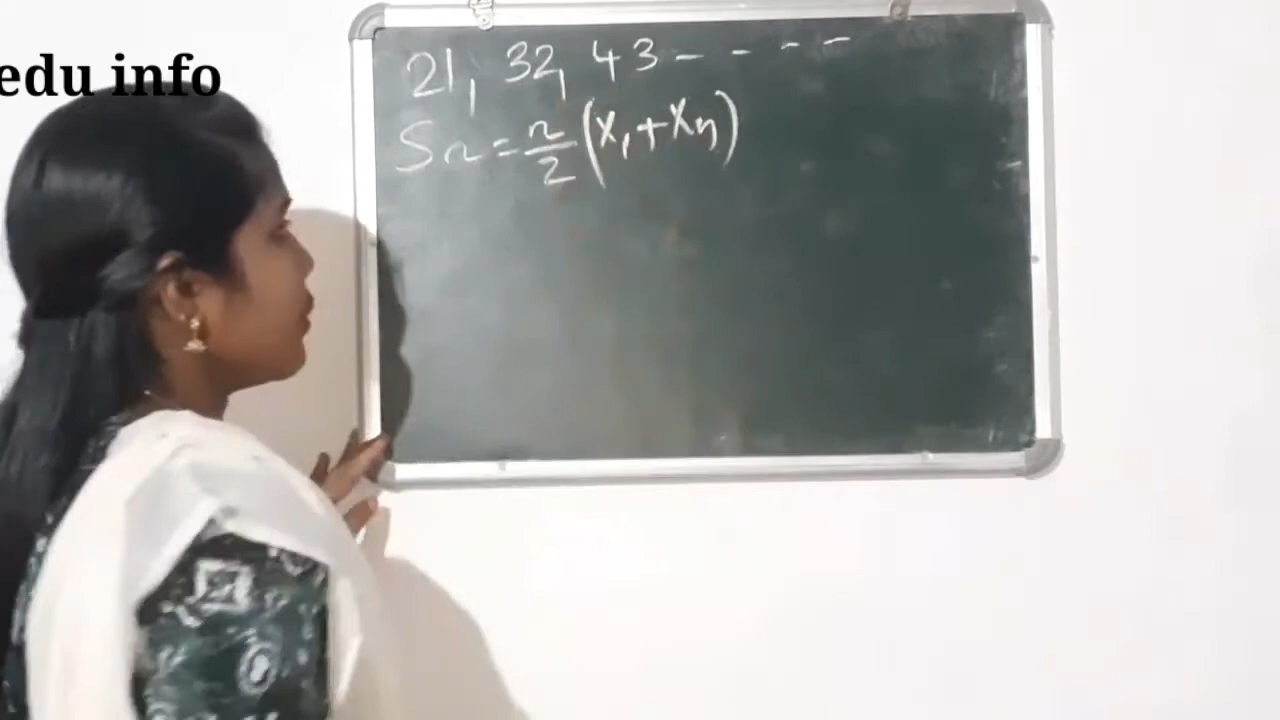 edu info
21, 32, 43 - - - -
Sn = n/2 (x₁ + xn)